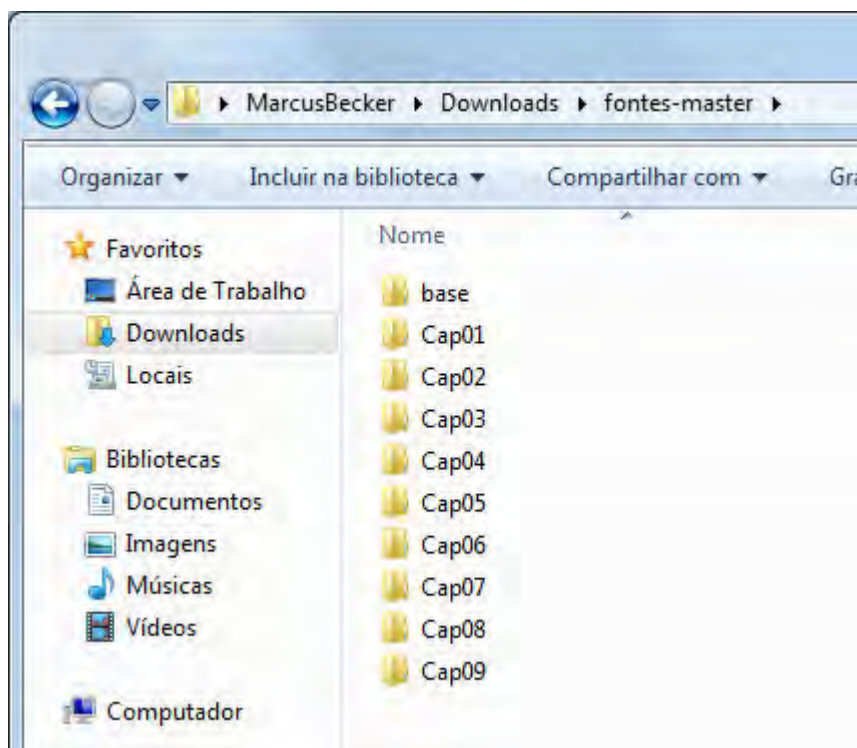 MarcusBecker Downloads fontes-master
Organizar Incluir na biblioteca Compartilhar com Gra
Favoritos
Área de Trabalho
Downloads
Locais
Bibliotecas
Documentos
Imagens
Músicas
Vídeos
Computador
Nome
base
Cap01
Cap02
Cap03
Cap04
Cap05
Cap06
Cap07
Cap08
Cap09